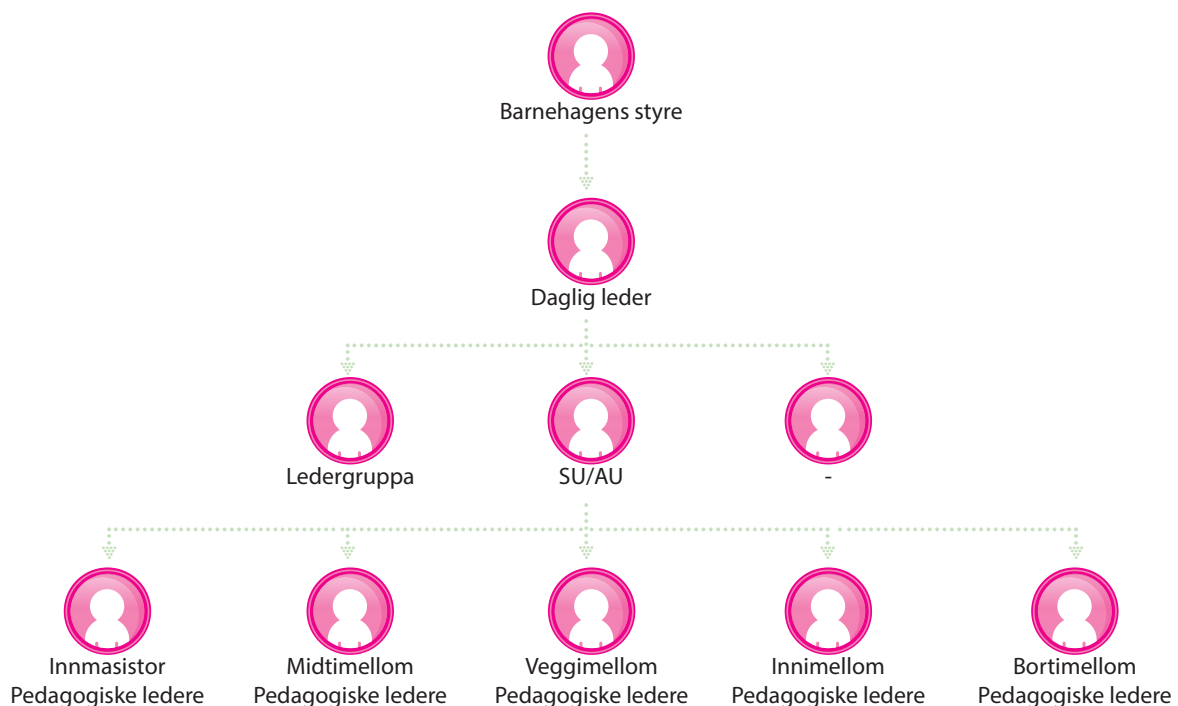 Barnehagens styre
Daglig leder
Ledergruppa
SU/AU
-
Innmasistor
Pedagogiske ledere
Midtimellom
Pedagogiske ledere
Veggimellom
Pedagogiske ledere
Innimellom
Pedagogiske ledere
Bortimellom
Pedagogiske ledere